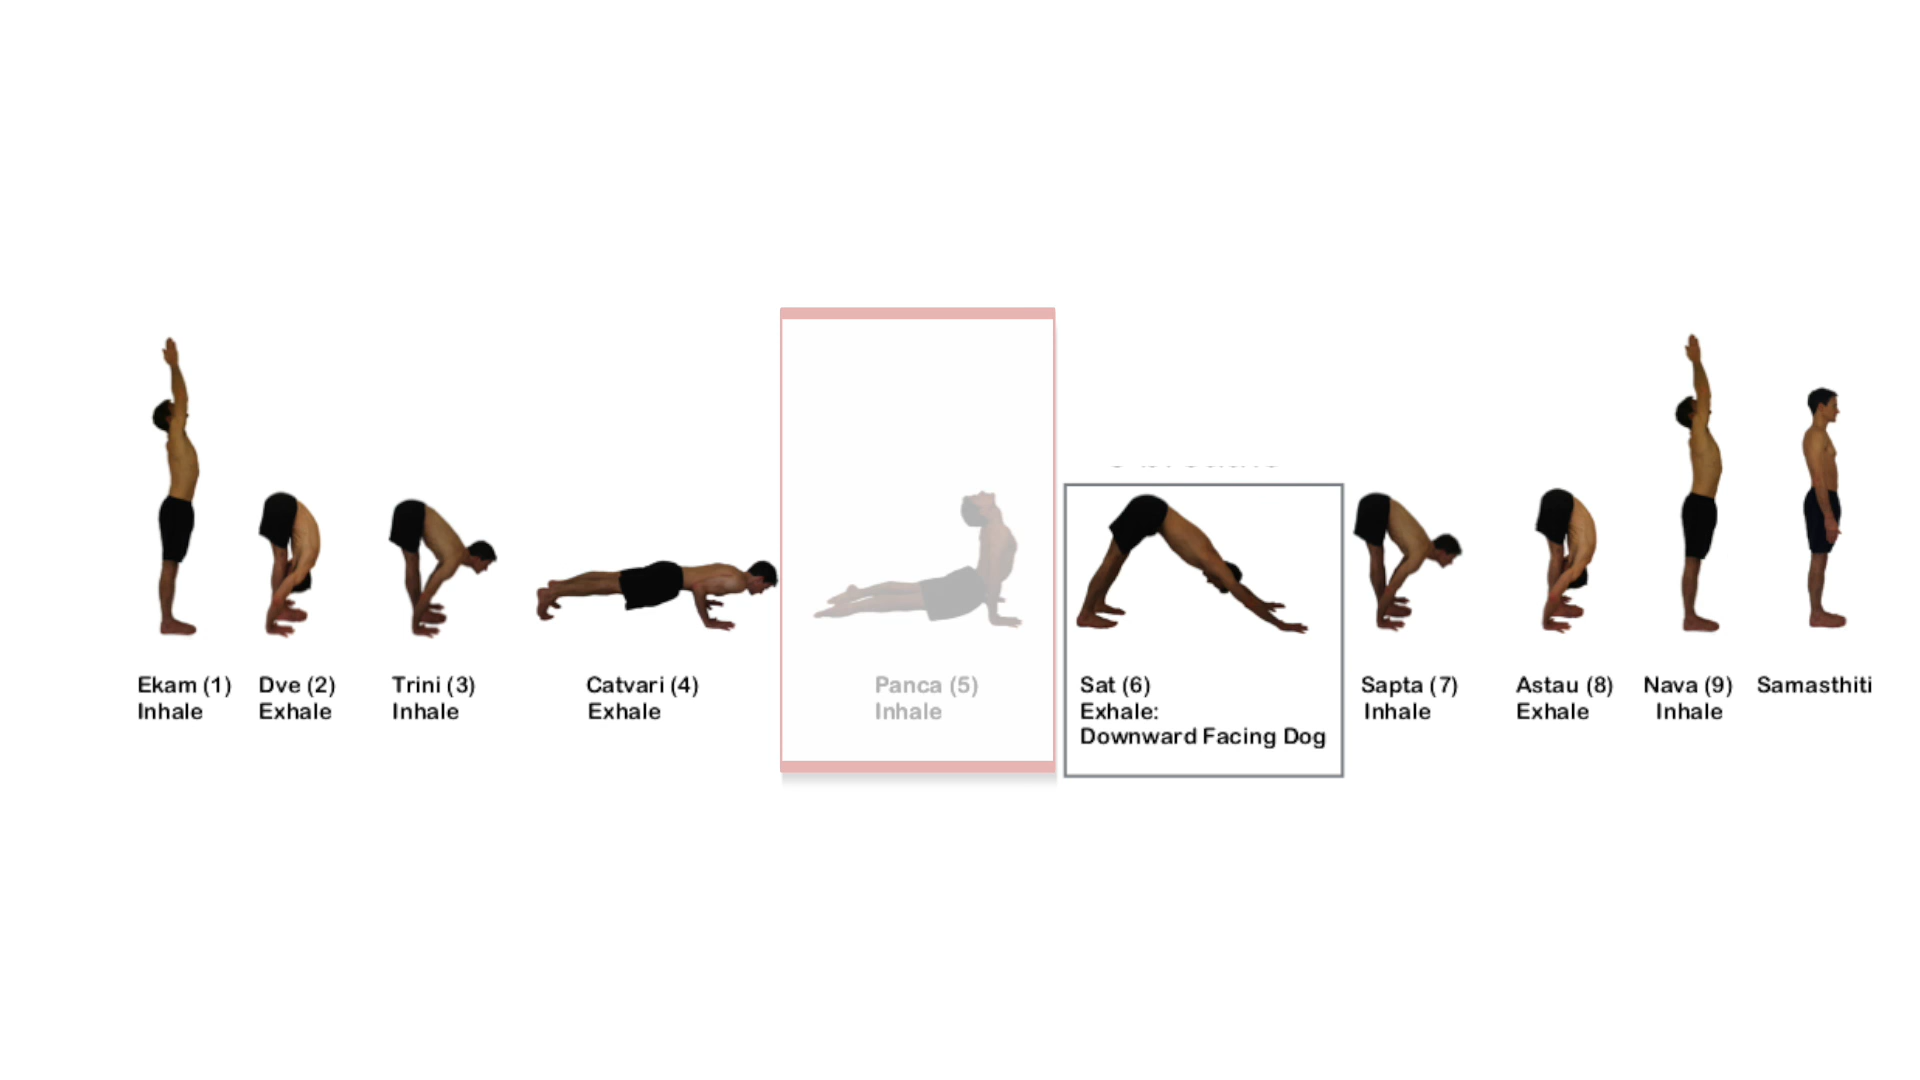 Ekam (1)
Inhale
Dve (2)
Exhale
Trini (3)
Inhale
Catvari (4)
Exhale
Panca (5)
Inhale
Sat (6)
Exhale:
Downward Facing Dog
Sapta (7)
Inhale
Astau (8)
Exhale
Nava (9)
Inhale
Samasthiti